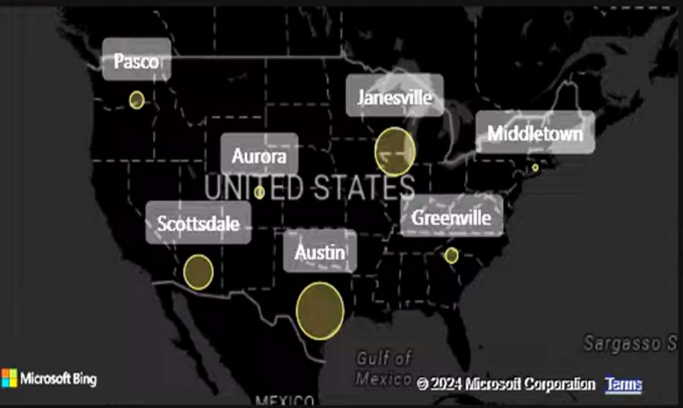 Pasco
Janesville
Middletown
Aurora
UNITED STATES
Scottsdale
Greenville
Austin
Sargasso S
Gulf of
Mexico
Microsoft Bing
© 2024 Microsoft Corporation Terms
MEXICO